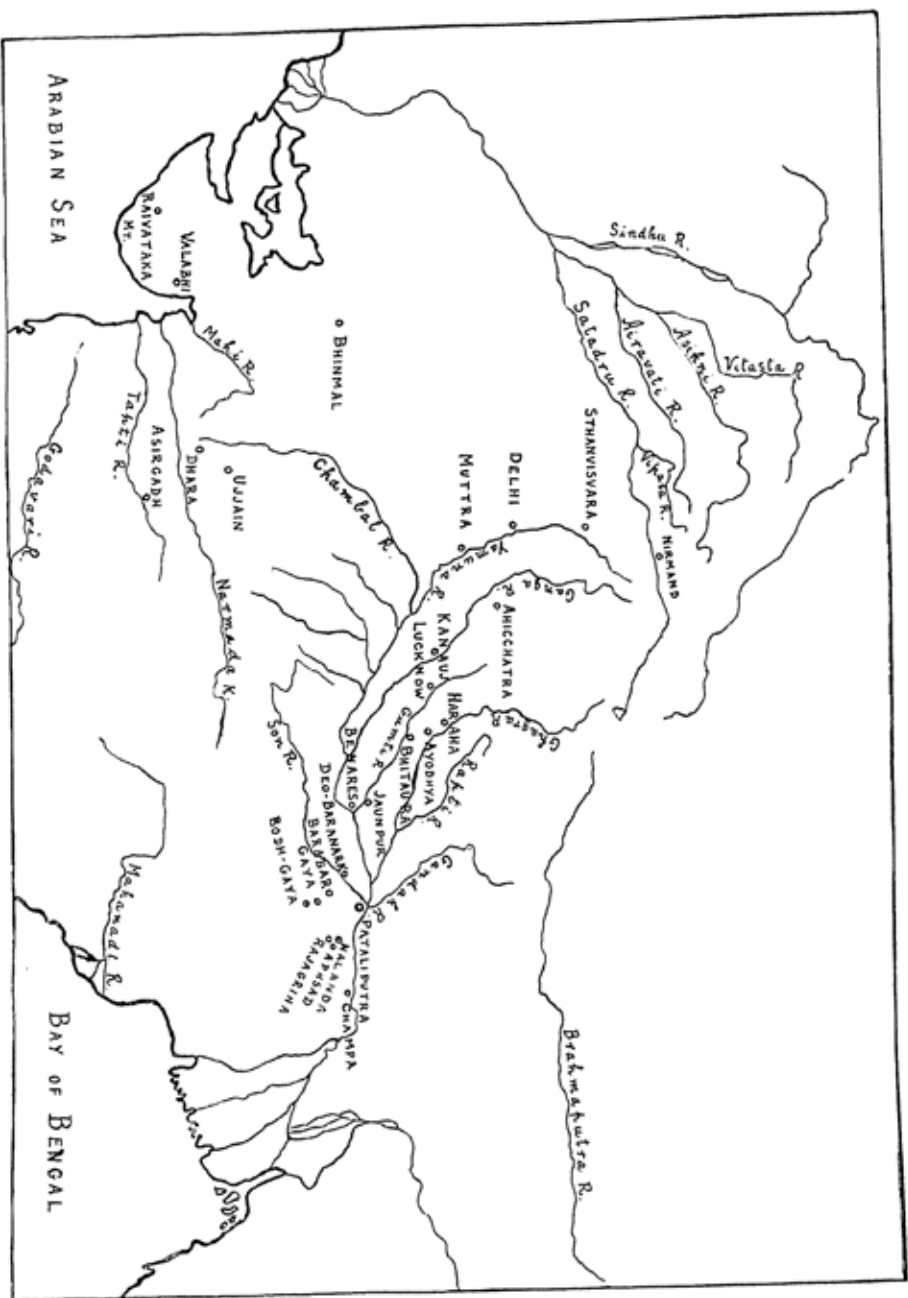 Sindhu R.
Vitasta R.
Asikni R.
Airavati R.
Satadru R.
Vipasa R.
NIRMAND
STHANVISVARA
DELHI
MUTTRA
Yamuna R.
Ganga R.
AHICCHATRA
KANAUJ
LUCKNOW
Gumti R.
HARAHA
Ghagra R.
AYODHYA
BHITAURA
Rapti R.
JAUNPUR
BENARES
Gandak R.
PATALIPUTRA
CHAMPA
NALANDA
RAJAGRIHA
Brahmaputra R.
BHINMAL
Chambal R.
UJJAIN
DHARA
Son R.
DEO-BARANARK
BARABAR
GAYA
BODH-GAYA
Mahi R.
Narmada R.
VALABHI
RAIVATAKA
MT.
ASIRGADH
Tapti R.
Godavari R.
Mahanadi R.
ARABIAN SEA
BAY OF BENGAL